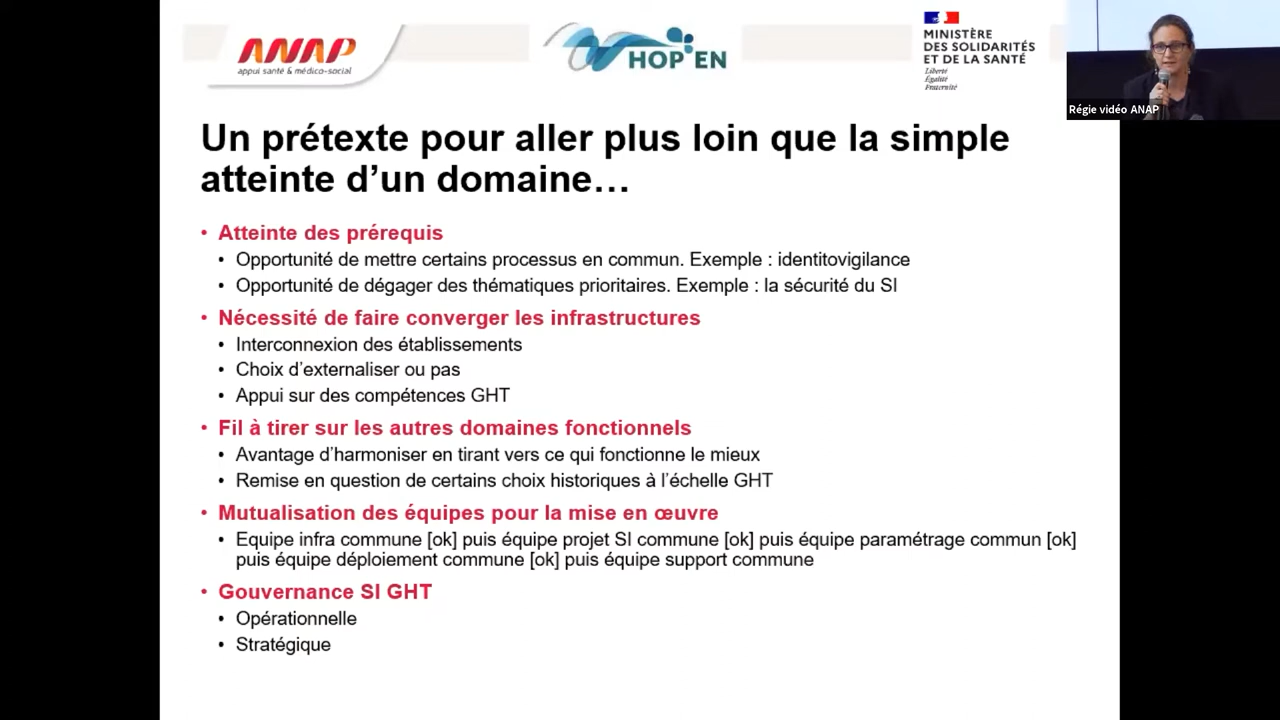 ANAP
appui santé & médico-social
HOP'EN
MINISTÈRE
DES SOLIDARITÉS
ET DE LA SANTÉ
Liberté
Égalité
Fraternité
Régie vidéo ANAP
Un prétexte pour aller plus loin que la simple
atteinte d’un domaine…
• Atteinte des prérequis
• Opportunité de mettre certains processus en commun. Exemple : identitovigilance
• Opportunité de dégager des thématiques prioritaires. Exemple : la sécurité du SI
• Nécessité de faire converger les infrastructures
• Interconnexion des établissements
• Choix d’externaliser ou pas
• Appui sur des compétences GHT
• Fil à tirer sur les autres domaines fonctionnels
• Avantage d’harmoniser en tirant vers ce qui fonctionne le mieux
• Remise en question de certains choix historiques à l’échelle GHT
• Mutualisation des équipes pour la mise en œuvre
• Equipe infra commune [ok] puis équipe projet SI commune [ok] puis équipe paramétrage commun [ok]
puis équipe déploiement commune [ok] puis équipe support commune
• Gouvernance SI GHT
• Opérationnelle
• Stratégique